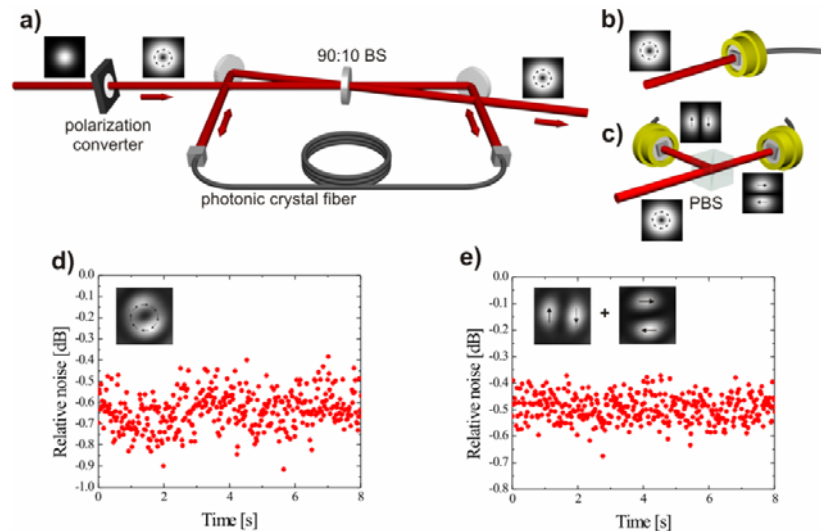 a)
90:10 BS
polarization
converter
photonic crystal fiber
b)
c)
PBS
d)
0.0
-0.1
-0.2
-0.3
-0.4
-0.5
-0.6
-0.7
-0.8
-0.9
-1.0
Relative noise [dB]
0 2 4 6 8
Time [s]
e)
+
0.0
-0.1
-0.2
-0.3
-0.4
-0.5
-0.6
-0.7
-0.8
Relative noise [dB]
0 2 4 6 8
Time [s]